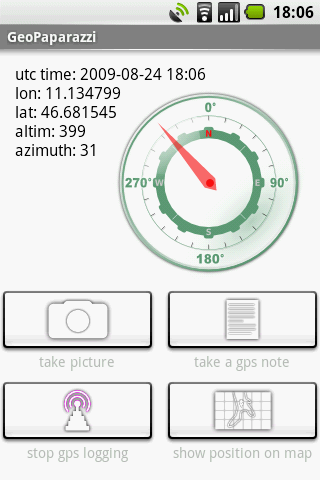 18:06
GeoPaparazzi
utc time: 2009-08-24 18:06
lon: 11.134799
lat: 46.681545
altim: 399
azimuth: 31
0°
N
270° W E 90°
S
180°
take picture
take a gps note
stop gps logging
show position on map